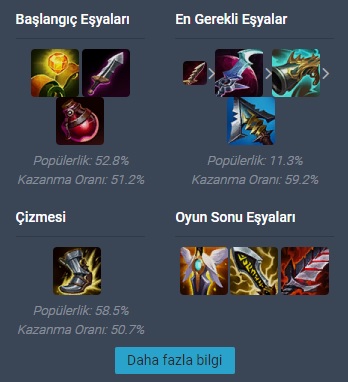 Başlangıç Eşyaları
Popülerlik: 52.8%
Kazanma Oranı: 51.2%
En Gerekli Eşyalar
Popülerlik: 11.3%
Kazanma Oranı: 59.2%
Çizmesi
Popülerlik: 58.5%
Kazanma Oranı: 50.7%
Oyun Sonu Eşyaları
Daha fazla bilgi